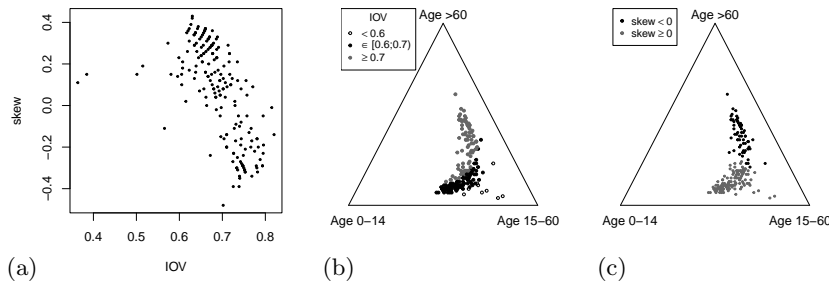 0.4
0.2
0.0
−0.2
−0.4
skew
0.4 0.5 0.6 0.7 0.8
IOV
(a)
IOV
< 0.6
∈ [0.6;0.7)
≥ 0.7
Age >60
Age 0−14
Age 15−60
(b)
skew < 0
skew ≥ 0
Age >60
Age 0−14
Age 15−60
(c)